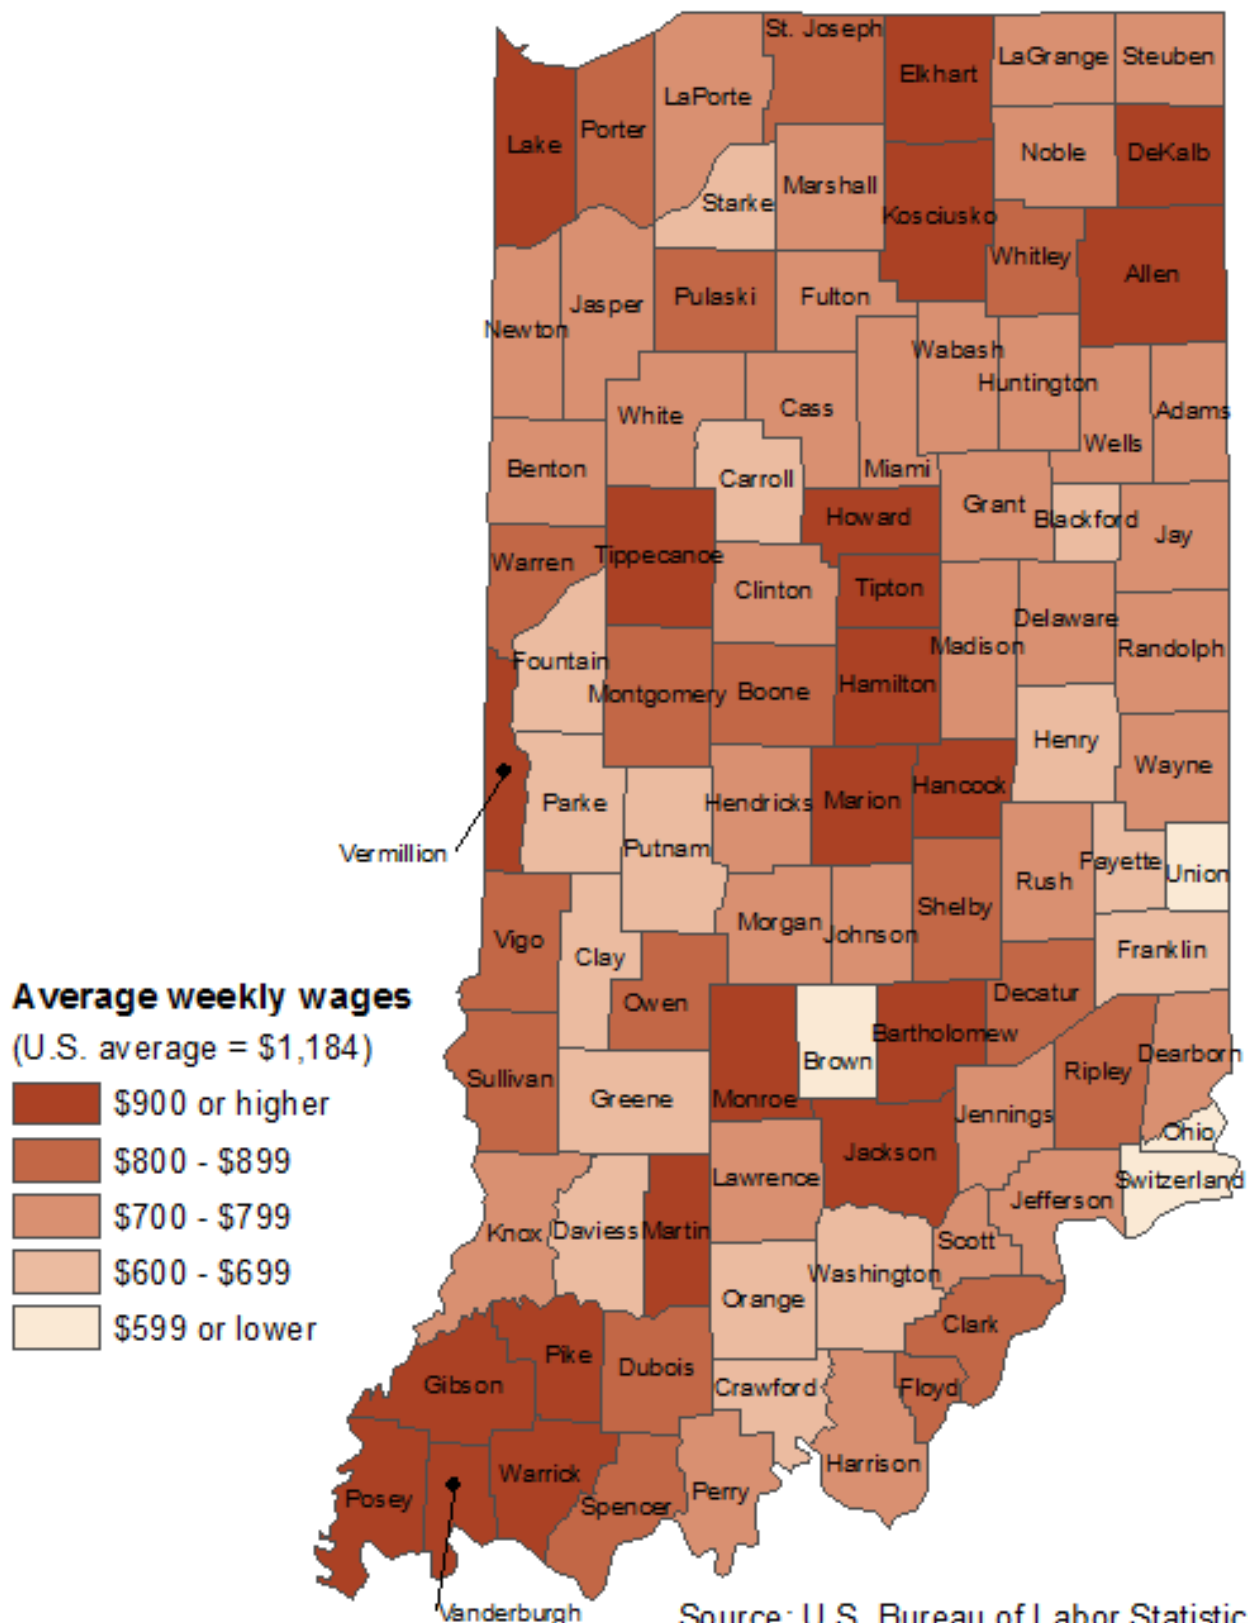 St. Joseph
Elkhart
LaGrange
Steuben
LaPorte
Lake
Porter
Noble
DeKalb
Starke
Marshall
Kosciusko
Whitley
Allen
Newton
Jasper
Pulaski
Fulton
Wabash
Huntington
White
Cass
Adams
Wells
Benton
Carroll
Miami
Grant
Howard
Blackford
Jay
Warren
Tippecanoe
Clinton
Tipton
Delaware
Madison
Randolph
Fountain
Montgomery
Boone
Hamilton
Henry
Wayne
Parke
Hendricks
Marion
Hancock
Vermillion
Putnam
Fayette
Union
Rush
Shelby
Vigo
Morgan
Johnson
Clay
Franklin
Owen
Decatur
Average weekly wages
(U.S. average = $1,184)
$900 or higher
$800 - $899
$700 - $799
$600 - $699
$599 or lower
Bartholomew
Brown
Dearborn
Sullivan
Ripley
Greene
Monroe
Jennings
Ohio
Jackson
Lawrence
Switzerland
Jefferson
Knox
Daviess
Martin
Scott
Washington
Orange
Clark
Pike
Dubois
Gibson
Crawford
Floyd
Harrison
Warrick
Perry
Posey
Spencer
Vanderburgh
Source: U.S. Bureau of Labor Statistic